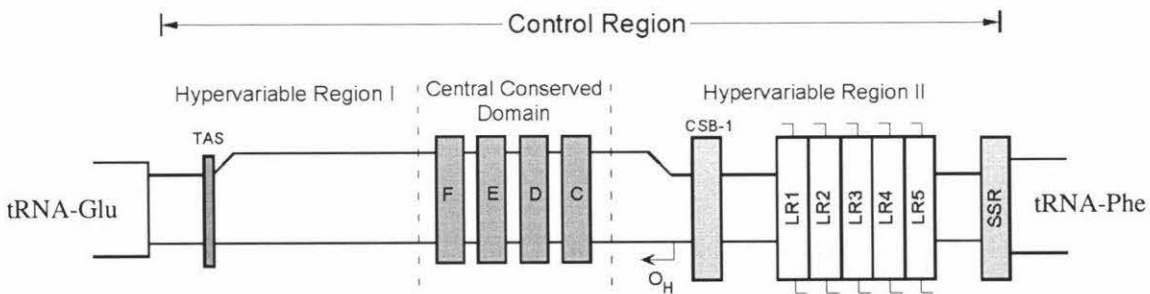 Control Region
Hypervariable Region I
Central Conserved
Domain
Hypervariable Region II
TAS
CSB-1
tRNA-Glu
F
E
D
C
LR1
LR2
LR3
LR4
LR5
SSR
tRNA-Phe
OH